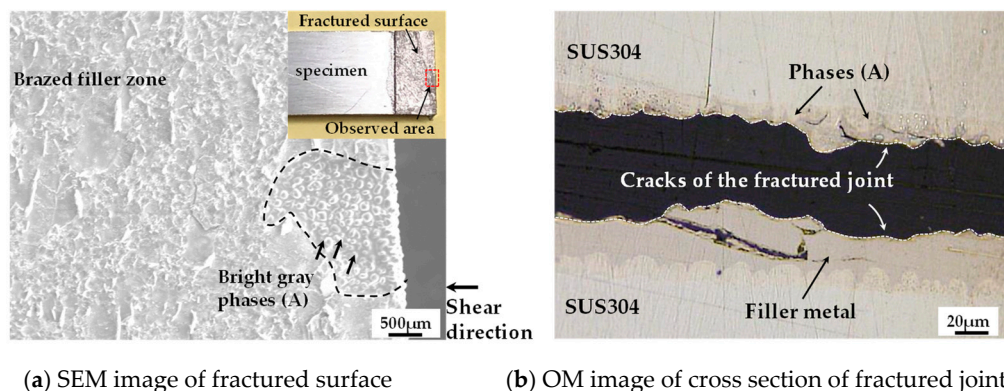 Fractured surface
Brazed filler zone
specimen
Observed area
Bright gray
phases (A)
Shear
direction
500μm
SUS304
Phases (A)
Cracks of the fractured joint
Filler metal
SUS304
20μm
(a) SEM image of fractured surface
(b) OM image of cross section of fractured joint